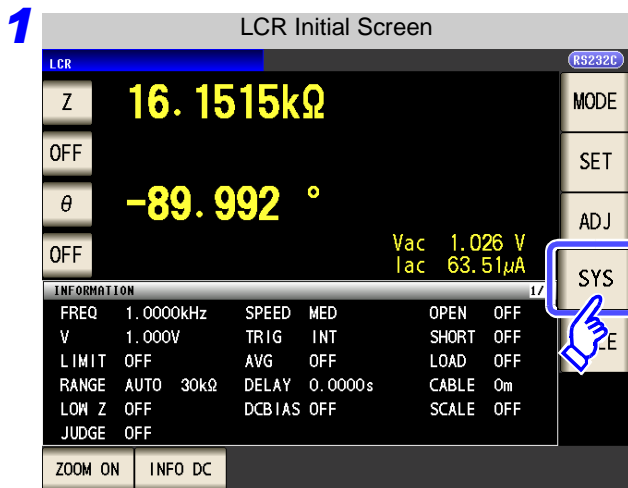 1
LCR Initial Screen
LCR
RS232C
Z
16.1515kΩ
MODE
OFF
SET
θ
-89.992 °
ADJ
OFF
Vac 1.026 V
Iac 63.51μA
SYS
INFORMATION 1/
FREQ 1.0000kHz SPEED MED OPEN OFF
V 1.000V TRIG INT SHORT OFF
LIMIT OFF AVG OFF LOAD OFF
RANGE AUTO 30kΩ DELAY 0.0000s CABLE 0m
LOW Z OFF DCBIAS OFF SCALE OFF
JUDGE OFF
ZOOM ON INFO DC